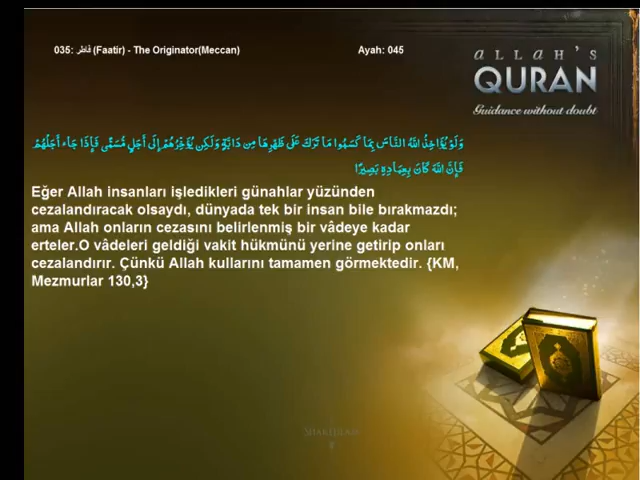 035: فاطر (Faatir) - The Originator(Meccan) Ayah: 045
ALLAH'S
QURAN
Guidance without doubt
وَلَوْ يُؤَاخِذُ اللَّهُ النَّاسَ بِمَا كَسَبُوا مَا تَرَكَ عَلَى ظَهْرِهَا مِن دَابَّةٍ وَلَكِن يُؤَخِّرُهُمْ إِلَى أَجَلٍ مُّسَمًّى فَإِذَا جَاء أَجَلُهُمْ
فَإِنَّ اللَّهَ كَانَ بِعِبَادِهِ بَصِيرًا
Eğer Allah insanları işledikleri günahlar yüzünden
cezalandıracak olsaydı, dünyada tek bir insan bile bırakmazdı;
ama Allah onların cezasını belirlenmiş bir vâdeye kadar
erteler.O vâdeleri geldiği vakit hükmünü yerine getirip onları
cezalandırır. Çünkü Allah kullarını tamamen görmektedir. {KM,
Mezmurlar 130,3}